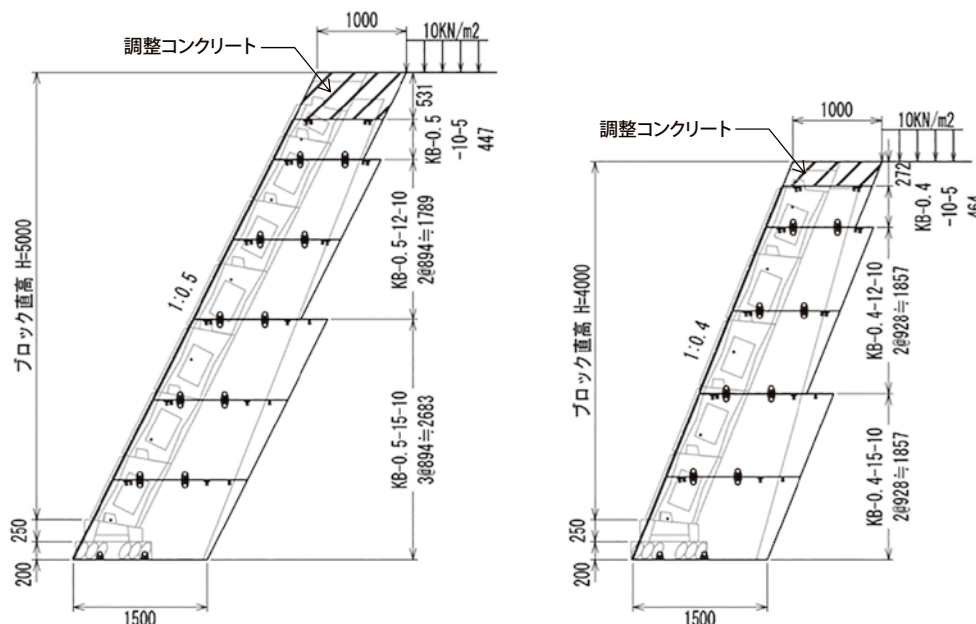 1000
10KN/m2
調整コンクリート
531
KB-0.5
-10-5
447
KB-0.5-12-10
2@894≒1789
ブロック直高 H=5000
1:0.5
KB-0.5-15-10
3@894≒2683
250
200
1500
1000
10KN/m2
調整コンクリート
272
KB-0.4
-10-5
464
KB-0.4-12-10
2@928≒1857
ブロック直高 H=4000
1:0.4
KB-0.4-15-10
2@928≒1857
250
200
1500